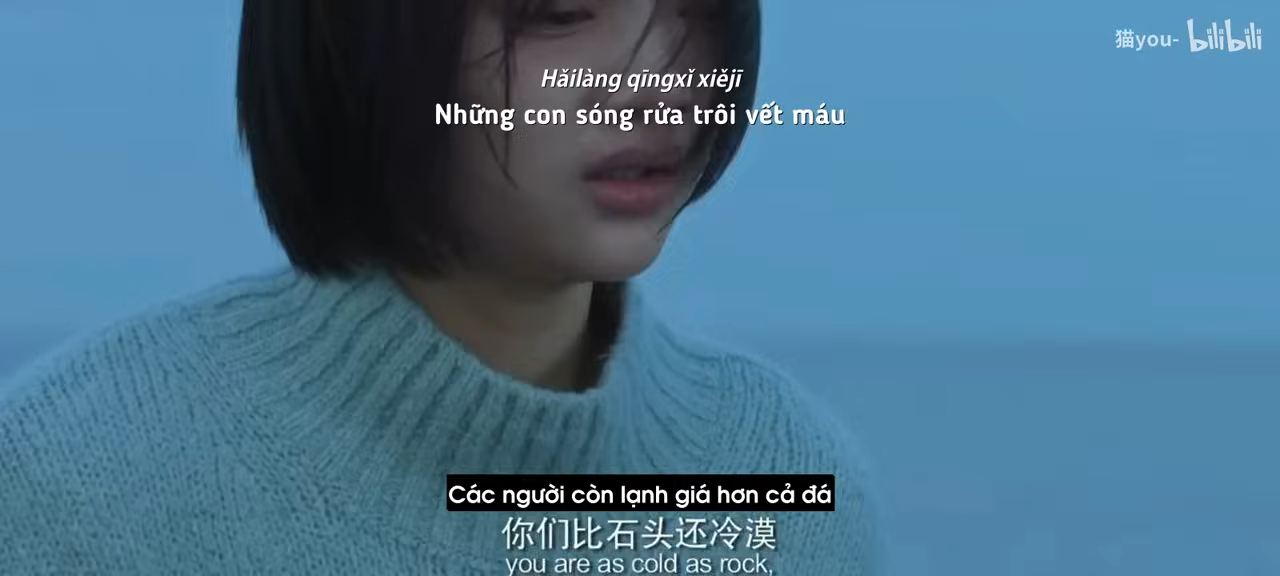 猫you- bilibili
Hǎilàng qīngxǐ xiějī
Những con sóng rửa trôi vết máu
Các người còn lạnh giá hơn cả đá
你们比石头还冷漠
you are as cold as rock,